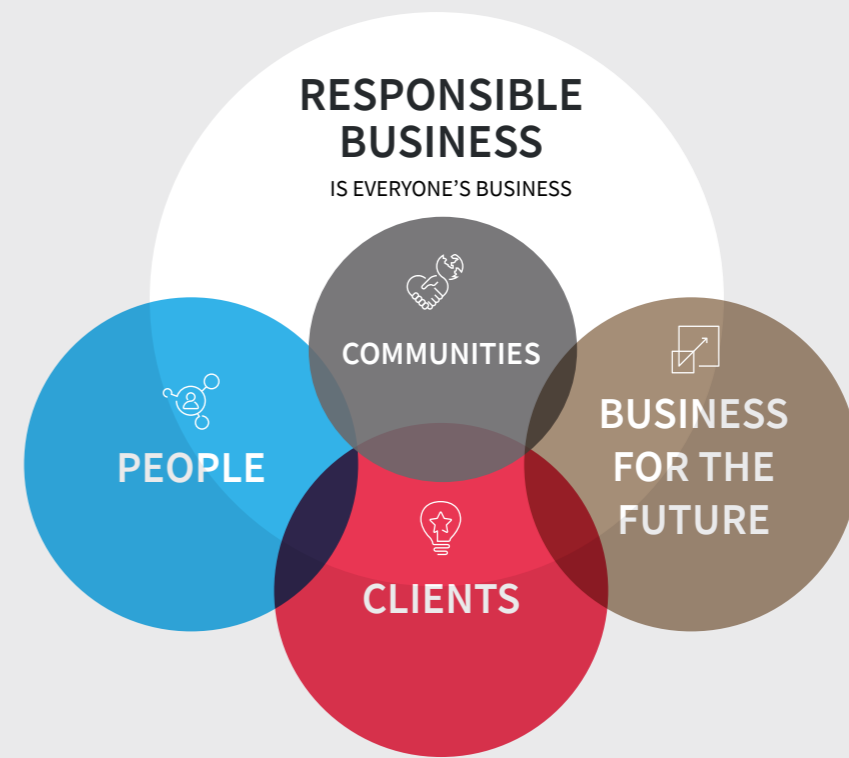 RESPONSIBLE
BUSINESS
IS EVERYONE’S BUSINESS
COMMUNITIES
PEOPLE
BUSINESS
FOR THE
FUTURE
CLIENTS